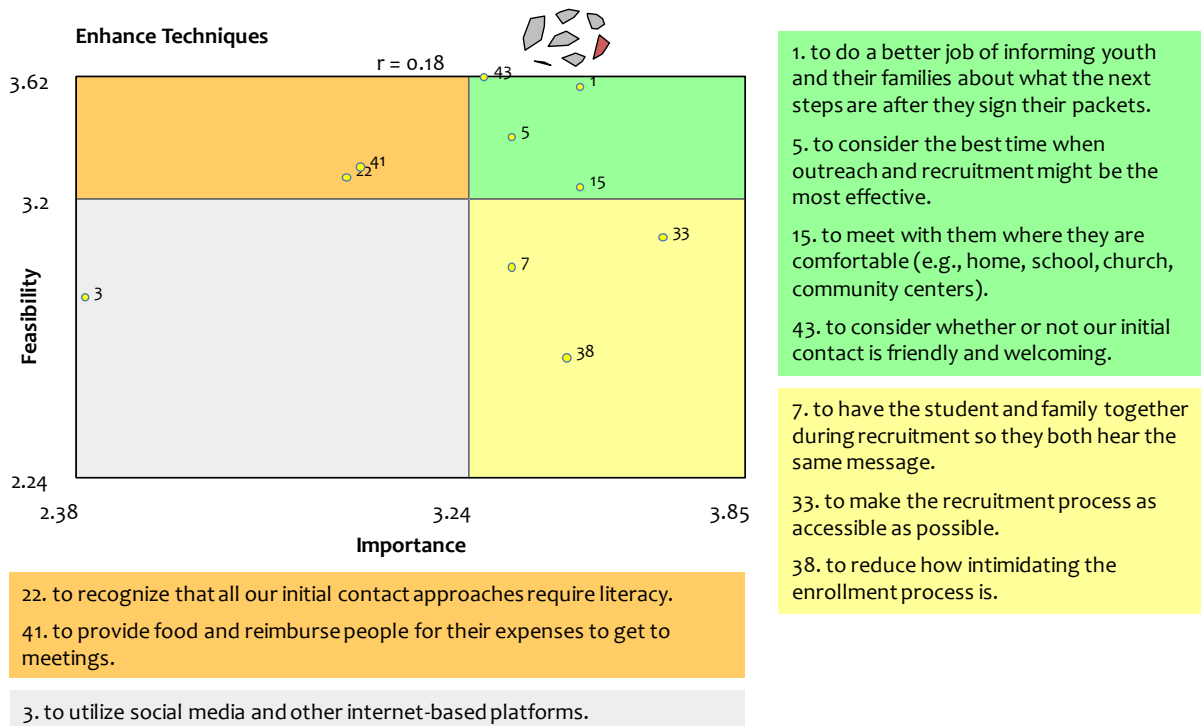 Enhance Techniques
r = 0.18
3.62
3.2
2.24
Feasibility
43
1
5
41
22
15
33
7
3
38
2.38
3.24
3.85
Importance
1. to do a better job of informing youth
and their families about what the next
steps are after they sign their packets.
5. to consider the best time when
outreach and recruitment might be the
most effective.
15. to meet with them where they are
comfortable (e.g., home, school, church,
community centers).
43. to consider whether or not our initial
contact is friendly and welcoming.
7. to have the student and family together
during recruitment so they both hear the
same message.
33. to make the recruitment process as
accessible as possible.
38. to reduce how intimidating the
enrollment process is.
22. to recognize that all our initial contact approaches require literacy.
41. to provide food and reimburse people for their expenses to get to
meetings.
3. to utilize social media and other internet-based platforms.